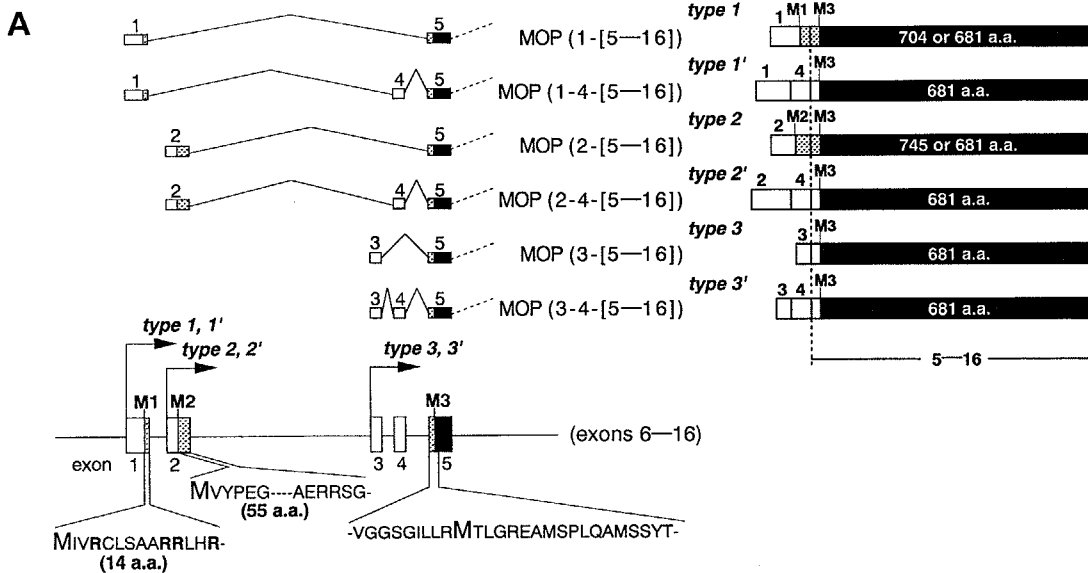 A
1 5 MOP (1-[5—16]) type 1 1 M1 M3 704 or 681 a.a.
1 4 5 MOP (1-4-[5—16]) type 1' 1 4 M3 681 a.a.
2 5 MOP (2-[5—16]) type 2 2 M2 M3 745 or 681 a.a.
2 4 5 MOP (2-4-[5—16]) type 2' 2 4 M3 681 a.a.
3 5 MOP (3-[5—16]) type 3 3 M3 681 a.a.
3 4 5 MOP (3-4-[5—16]) type 3' 3 4 M3 681 a.a.
5—16
type 1, 1'
type 2, 2'
type 3, 3'
M1 M2 M3
(exons 6—16)
exon 1 2 3 4 5
MVYPEG----AERRSG-
(55 a.a.)
-VGGSGILLRMTLGREAMSPLQAMSSYT-
MIVRCLSAARRLHR-
(14 a.a.)